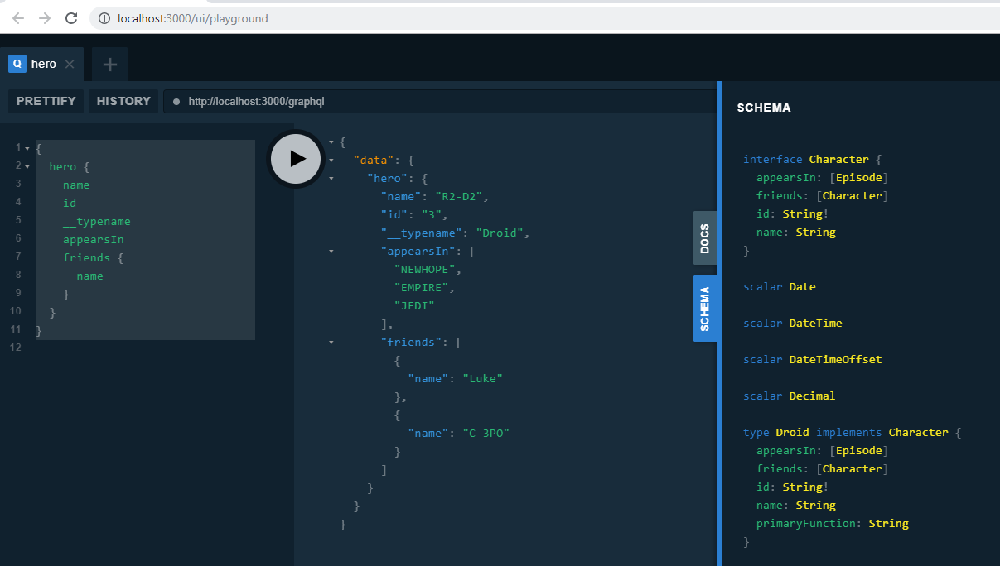 localhost:3000/ui/playground
Q hero
PRETTIFY HISTORY http://localhost:3000/graphql
1 {
2 hero {
3 name
4 id
5 __typename
6 appearsIn
7 friends {
8 name
9 }
10 }
11 }
12
{
"data": {
"hero": {
"name": "R2-D2",
"id": "3",
"__typename": "Droid",
"appearsIn": [
"NEWHOPE",
"EMPIRE",
"JEDI"
],
"friends": [
{
"name": "Luke"
},
{
"name": "C-3PO"
}
]
}
}
}
DOCS
SCHEMA
SCHEMA
interface Character {
appearsIn: [Episode]
friends: [Character]
id: String!
name: String
}
scalar Date
scalar DateTime
scalar DateTimeOffset
scalar Decimal
type Droid implements Character {
appearsIn: [Episode]
friends: [Character]
id: String!
name: String
primaryFunction: String
}